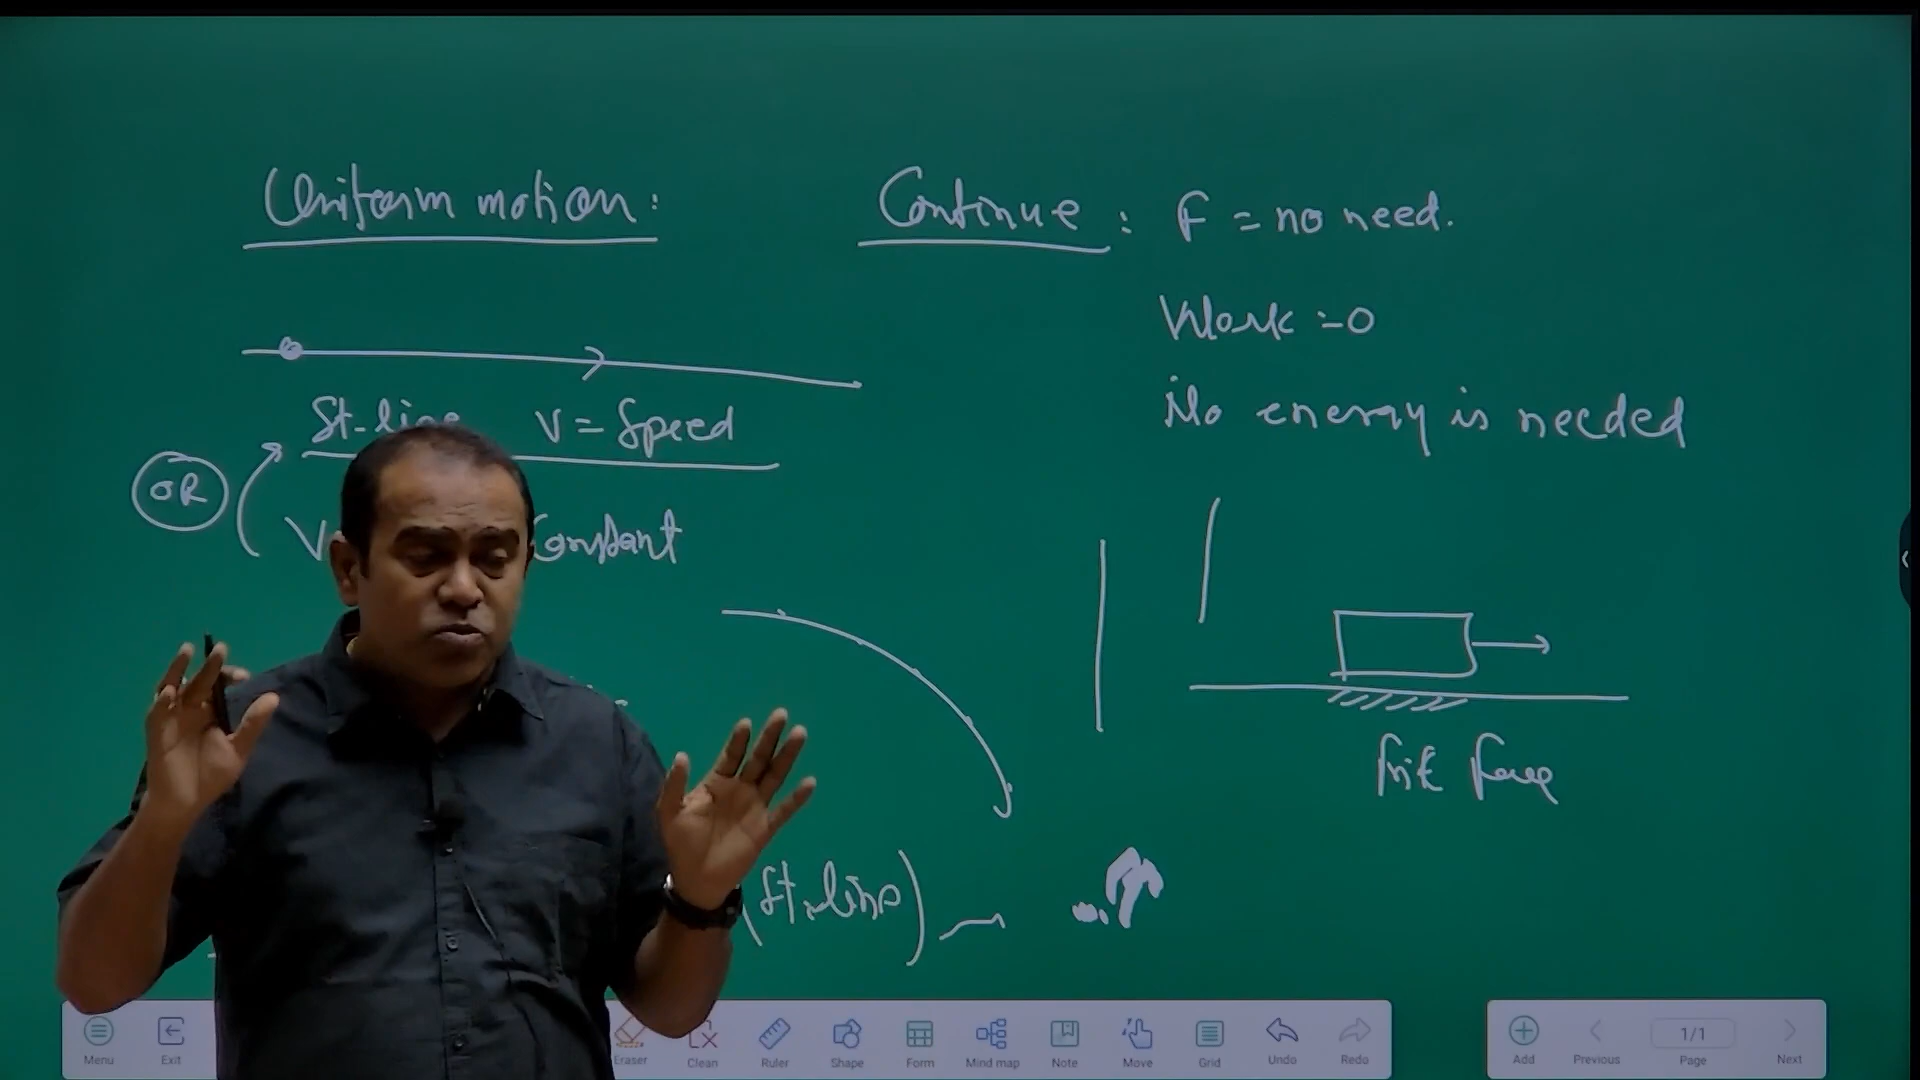 Uniform motion:
Continue : F = no need.
Work = 0
No energy is needed
St-line V = Speed
OR
V Constant
frik force
(St-line)
Menu
Exit
Eraser
Clean
Ruler
Shape
Form
Mind map
Note
Move
Grid
Undo
Redo
Add
Previous
1/1
Page
Next